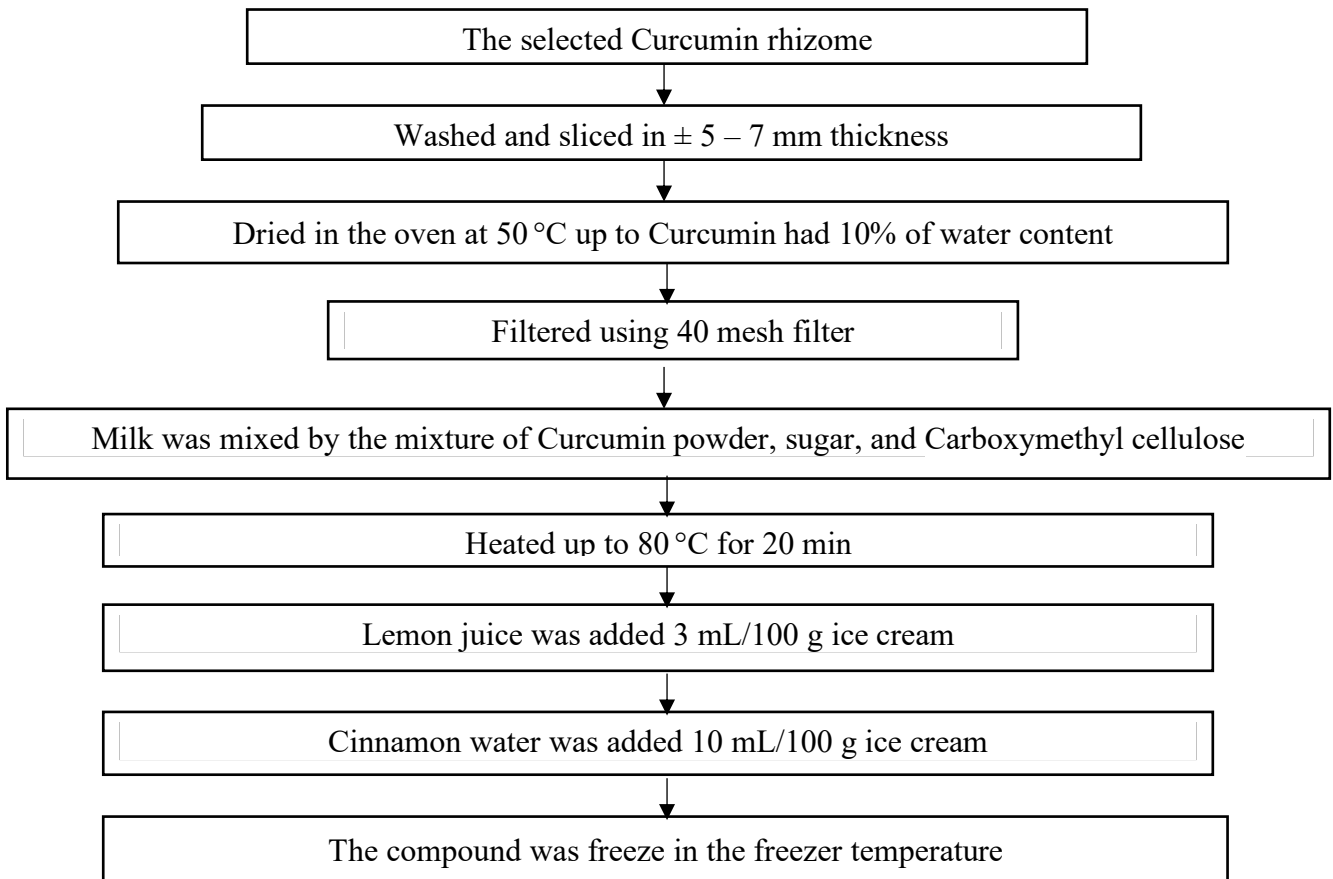 The selected Curcumin rhizome
Washed and sliced in ± 5 – 7 mm thickness
Dried in the oven at 50 °C up to Curcumin had 10% of water content
Filtered using 40 mesh filter
Milk was mixed by the mixture of Curcumin powder, sugar, and Carboxymethyl cellulose
Heated up to 80 °C for 20 min
Lemon juice was added 3 mL/100 g ice cream
Cinnamon water was added 10 mL/100 g ice cream
The compound was freeze in the freezer temperature